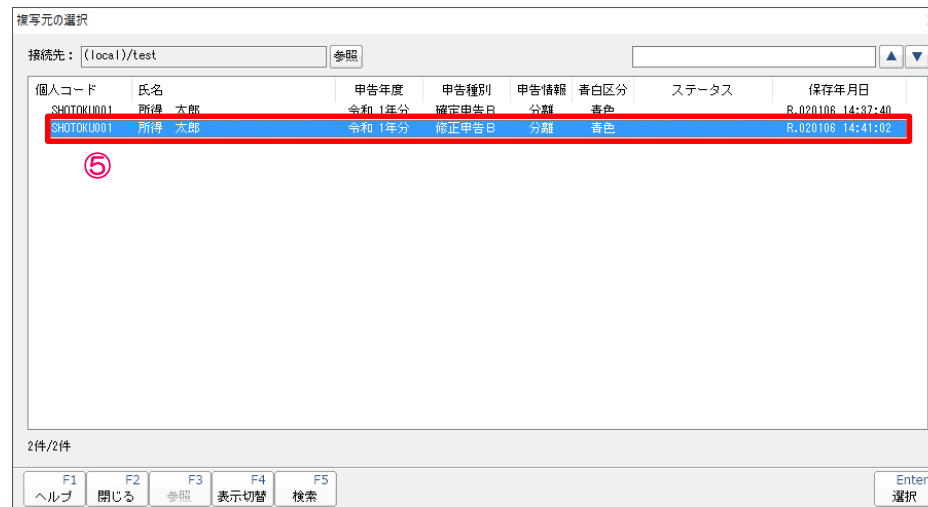 複写元の選択
接続先： (local)/test 参照
個人コード 氏名 申告年度 申告種別 申告情報 青白区分 ステータス 保存年月日
SHOTOKU001 所得 太郎 令和 1年分 確定申告B 分離 青色 R.020106 14:37:40
SHOTOKU001 所得 太郎 令和 1年分 修正申告B 分離 青色 R.020106 14:41:02
⑤
2件/2件
F1 F2 F3 F4 F5 Enter
ヘルプ 閉じる 参照 表示切替 検索 選択